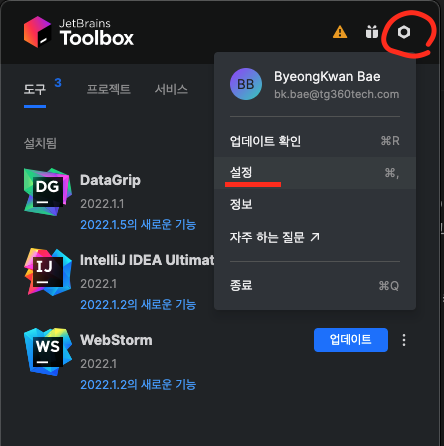 JetBrains
Toolbox
BB
ByeongKwan Bae
bk.bae@tg360tech.com
도구 3 프로젝트 서비스
업데이트 확인 ⌘R
설정 ⌘,
정보
자주 하는 질문 ↗
종료 ⌘Q
설치됨
DG
DataGrip
2022.1.1
2022.1.5의 새로운 기능
IJ
IntelliJ IDEA Ultimat
2022.1
2022.1.2의 새로운 기능
WS
WebStorm
2022.1
2022.1.2의 새로운 기능
업데이트